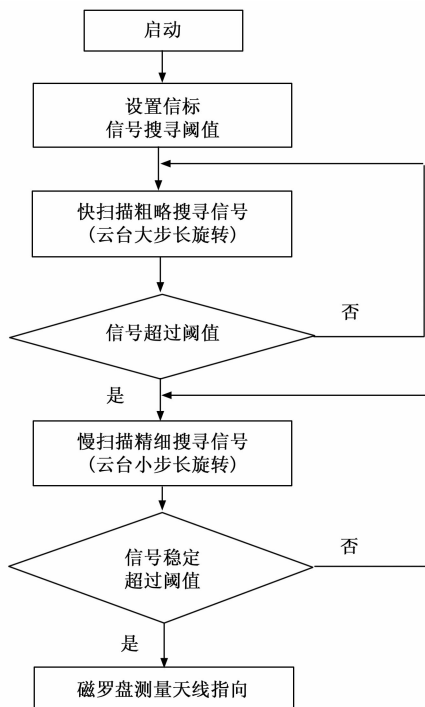 启动
设置信标
信号搜寻阈值
快扫描粗略搜寻信号
（云台大步长旋转）
信号超过阈值
否
是
慢扫描精细搜寻信号
（云台小步长旋转）
信号稳定
超过阈值
否
是
磁罗盘测量天线指向